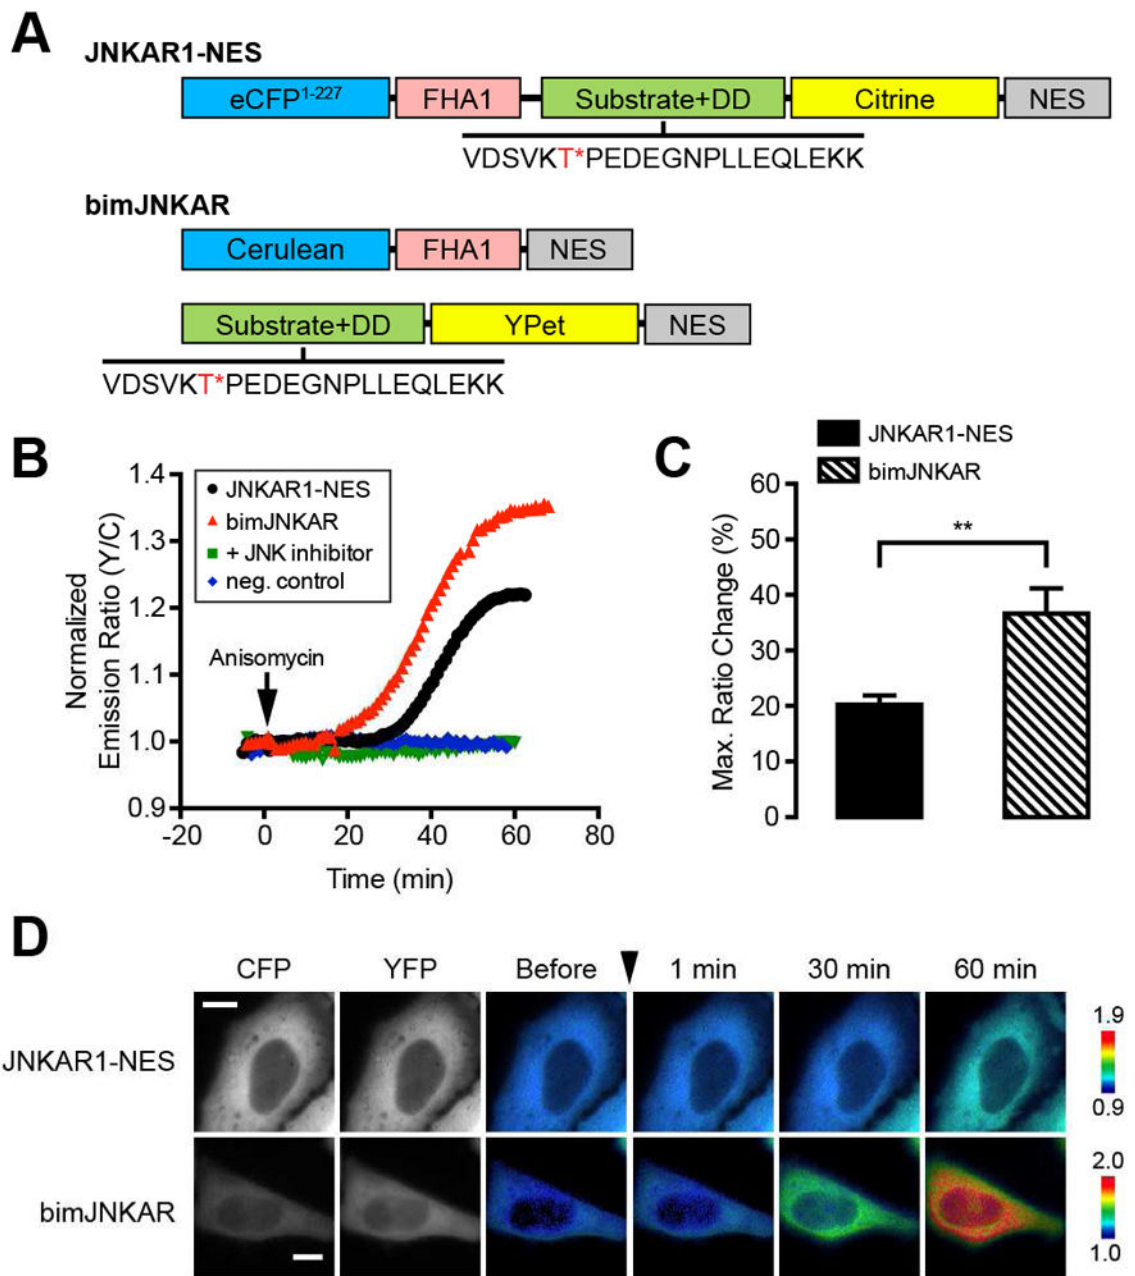 A
JNKAR1-NES
eCFP1-227 FHA1 Substrate+DD Citrine NES
VDSVKT*PEDEGNPLLEQLEKK
bimJNKAR
Cerulean FHA1 NES
Substrate+DD YPet NES
VDSVKT*PEDEGNPLLEQLEKK
B
1.4
1.3
1.2
1.1
1.0
0.9
Normalized
Emission Ratio (Y/C)
JNKAR1-NES
bimJNKAR
+ JNK inhibitor
neg. control
Anisomycin
-20 0 20 40 60 80
Time (min)
C
JNKAR1-NES
bimJNKAR
60
50
40
30
20
10
0
Max. Ratio Change (%)
**
D
CFP YFP Before 1 min 30 min 60 min
JNKAR1-NES
1.9
0.9
bimJNKAR
2.0
1.0